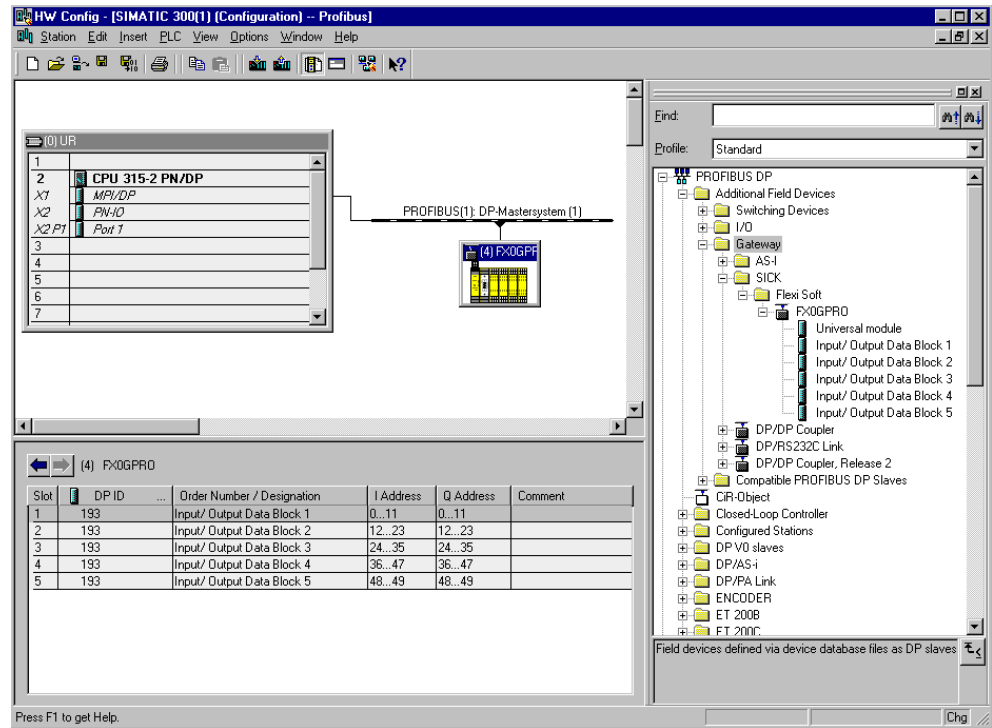 HW Config - [SIMATIC 300(1) (Configuration) -- Profibus]
Station Edit Insert PLC View Options Window Help
(0) UR
1
2 CPU 315-2 PN/DP
X1 MPI/DP
X2 PN-IO
X2 P1 Port 1
3
4
5
6
7
PROFIBUS(1): DP-Mastersystem (1)
(4) FX0GPR
Find:
Profile: Standard
PROFIBUS DP
Additional Field Devices
Switching Devices
I/O
Gateway
AS-I
SICK
Flexi Soft
FX0GPRO
Universal module
Input/ Output Data Block 1
Input/ Output Data Block 2
Input/ Output Data Block 3
Input/ Output Data Block 4
Input/ Output Data Block 5
DP/DP Coupler
DP/RS232C Link
DP/DP Coupler, Release 2
Compatible PROFIBUS DP Slaves
CiR-Object
Closed-Loop Controller
Configured Stations
DP V0 slaves
DP/AS-i
DP/PA Link
ENCODER
ET 200B
ET 200C
Field devices defined via device database files as DP slaves
(4) FX0GPRO
Slot DP ID ... Order Number / Designation I Address Q Address Comment
1 193 Input/ Output Data Block 1 0...11 0...11
2 193 Input/ Output Data Block 2 12...23 12...23
3 193 Input/ Output Data Block 3 24...35 24...35
4 193 Input/ Output Data Block 4 36...47 36...47
5 193 Input/ Output Data Block 5 48...49 48...49
Press F1 to get Help.
Chg